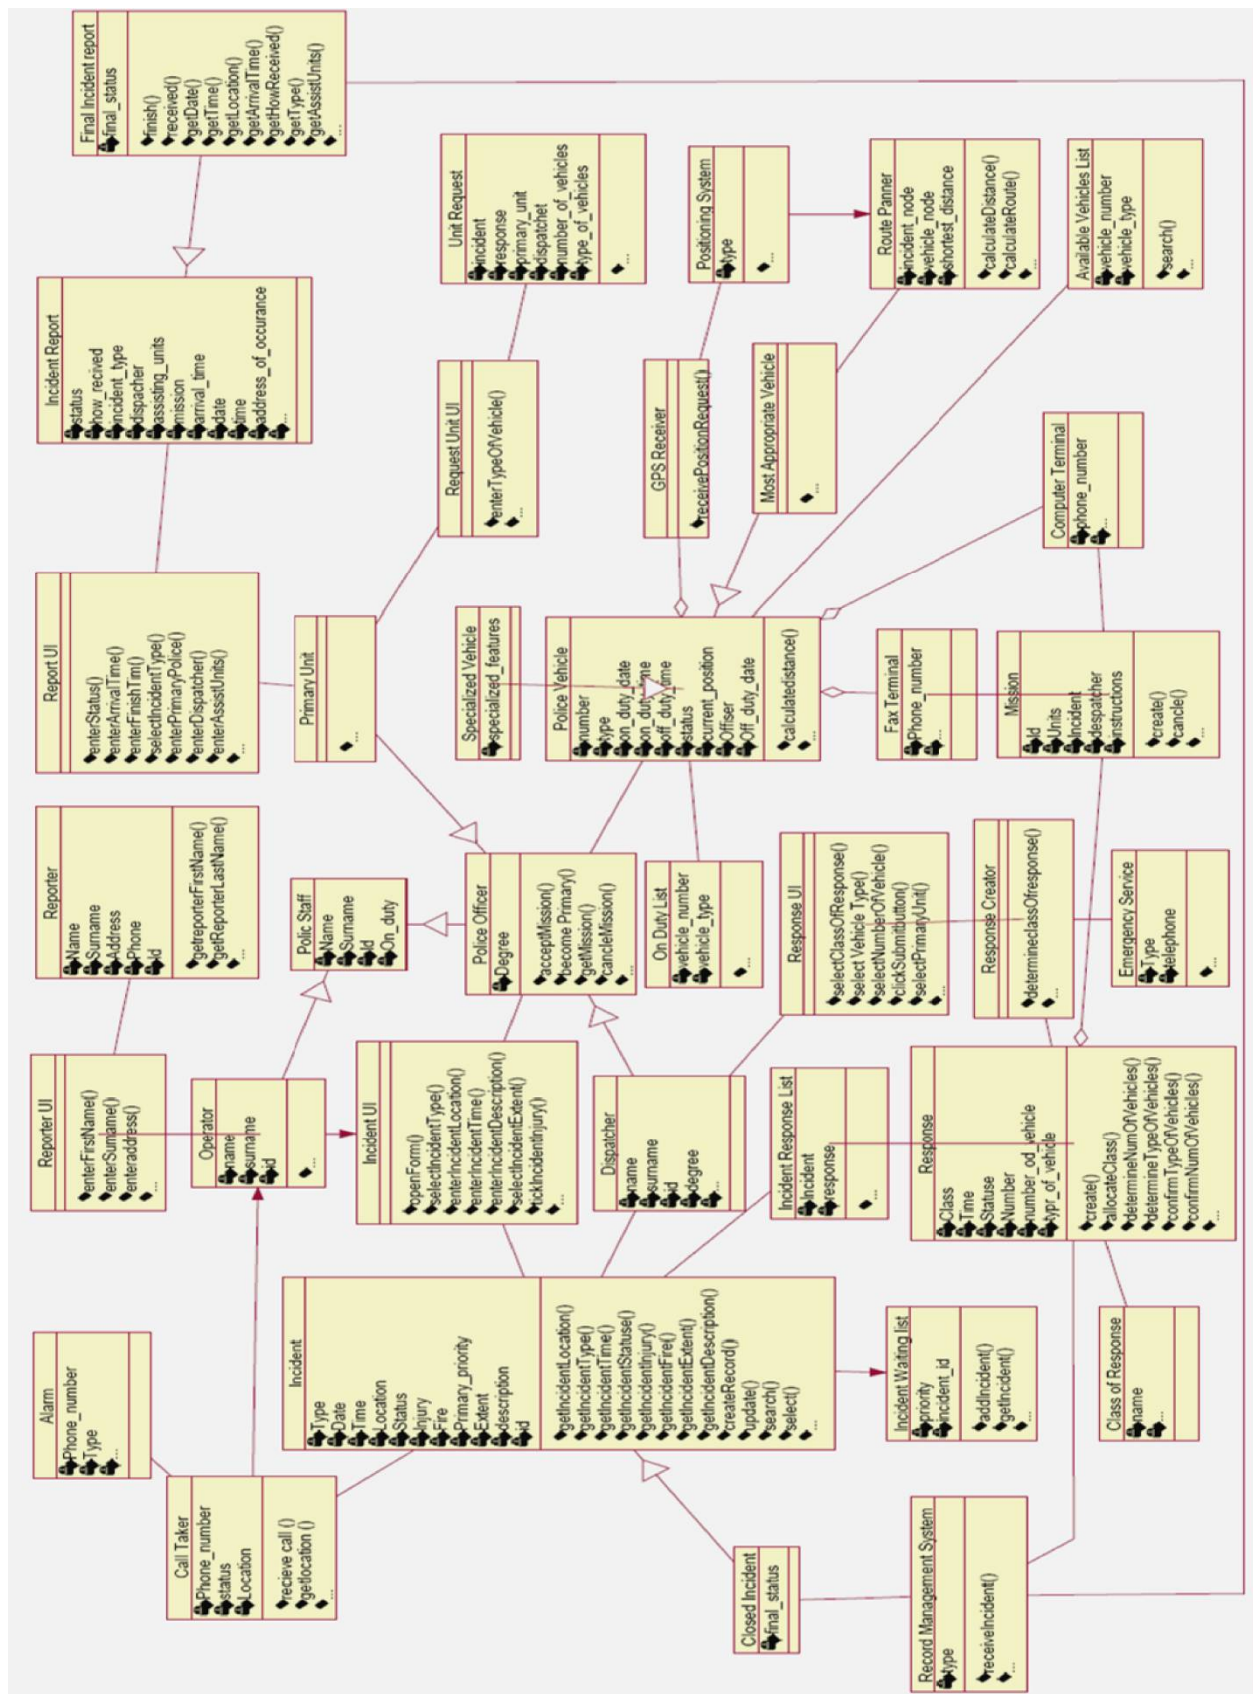 Alarm
Phone_number
Type
...
Call Taker
Phone_number
status
Location
recieve call ()
getlocation ()
...
Reporter UI
enterFirstName()
enterSurname()
enteraddress()
...
Operator
name
surname
id
...
Reporter
Name
Surname
Address
Phone
Id
getreporterFirstName()
getReporterLastName()
...
Report UI
enterStatus()
enterArrivalTime()
enterFinishTim()
selectIncidentType()
enterPrimaryPolice()
enterDispatcher()
enterAssistUnits()
...
Incident Report
status
how_recived
incident_type
dispacher
assisting_units
mission
arrival_time
date
time
address_of_occurance
...
Final Incident report
final_status
finish()
received()
getDate()
getTime()
getLocation()
getArrivalTime()
getHowReceived()
getType()
getAssistUnits()
...
Incident
Type
Date
Time
Location
Status
Injury
Fire
Primary_priority
Extent
description
id
getIncidentLocation()
getIncidentType()
getIncidentTime()
getIncidentStatuse()
getIncidentInjury()
getIncidentFire()
getIncidentExtent()
getIncidentDescription()
createRecord()
update()
search()
select()
...
Incident UI
openForm()
selectIncidentType()
enterIncidentLocation()
enterIncidentTime()
enterIncidentDescription()
selectIncidentExtent()
tickIncidentInjury()
...
Polic Staff
Name
Surname
Id
On_duty
Primary Unit
...
Police Officer
Degree
acceptMission()
become Primary()
getMission()
cancleMission()
...
Request Unit UI
enterTypeOfVehicle()
...
Unit Request
incident
response
primary_unit
dispatchet
number_of_vehicles
type_of_vehicles
...
Specialized Vehicle
specialized_features
Police Vehicle
number
type
on_duty_date
on_duty_time
off_duty_time
status
current_position
Offiser
Off_duty_date
calculatedistance()
...
Dispatcher
name
surname
id
degree
...
On Duty List
vehicle_number
vehicle_type
...
GPS Receiver
receivePositionRequest()
...
Positioning System
type
...
Most Appropriate Vehicle
...
Route Panner
incident_node
vehicle_node
shortest_distance
calculateDistance()
calculateRoute()
...
Closed Incident
final_status
Incident Response List
Incident
response
...
Response UI
selectClassOfResponse()
select Vehicle Type()
selectNumberOfVehicle()
clickSubmitbutton()
selectPrimaryUnit()
...
Fax Terminal
Phone_number
...
Computer Terminal
phone_number
...
Available Vehicles List
vehicle_number
vehicle_type
search()
...
Incident Waiting list
priority
incident_id
addIncident()
getIncident()
...
Record Management System
type
receiveIncident()
...
Response
Class
Time
Statuse
Number
number_od_vehicle
typr_of_vehicle
create()
allocateClass()
determineNumOfVehicles()
determineTypeOfVehicles()
confirmTypeOfVehicles()
confirmNumOfVehicles()
...
Response Creator
determineclassOfresponse()
...
Mission
Id
Units
Incident
despatcher
instructions
create()
cancle()
...
Class of Response
name
...
Emergency Service
Type
telephone
...